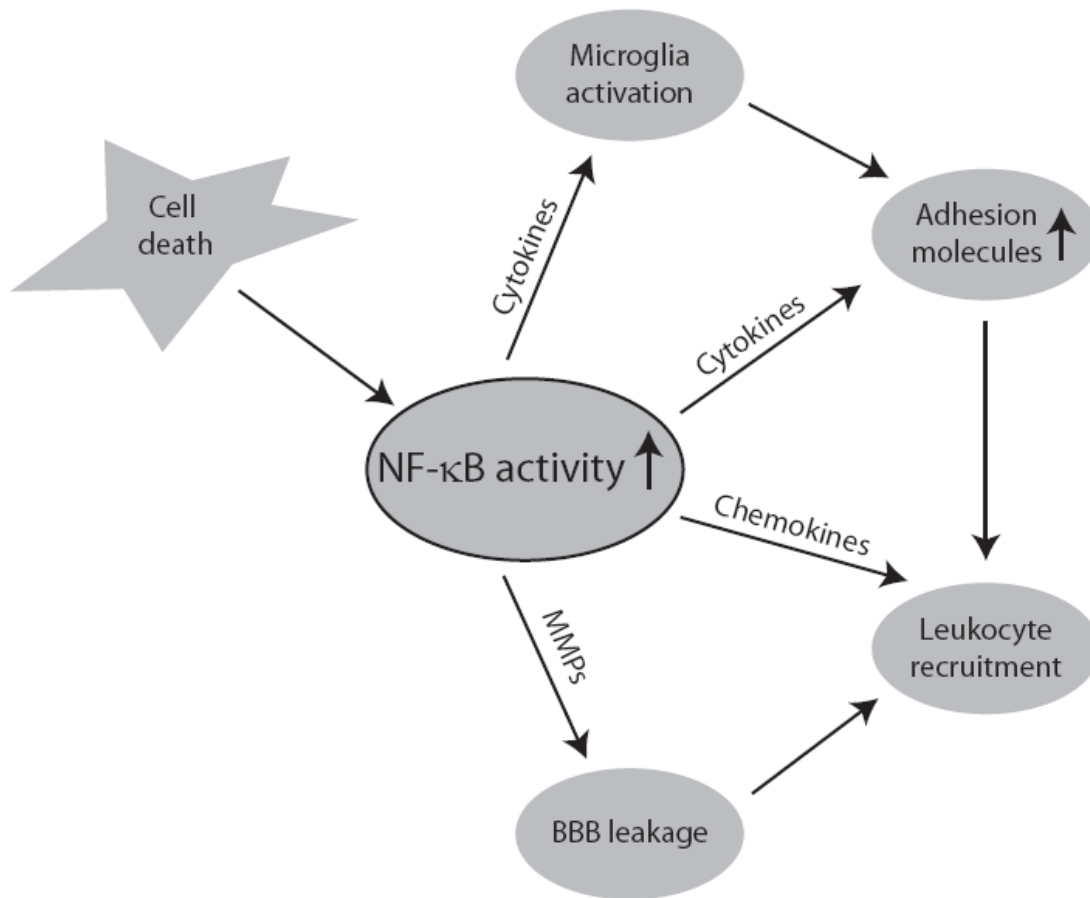 Microglia
activation
Cell
death
Cytokines
Adhesion
molecules
Cytokines
NF-κB activity
Chemokines
MMPs
Leukocyte
recruitment
BBB leakage